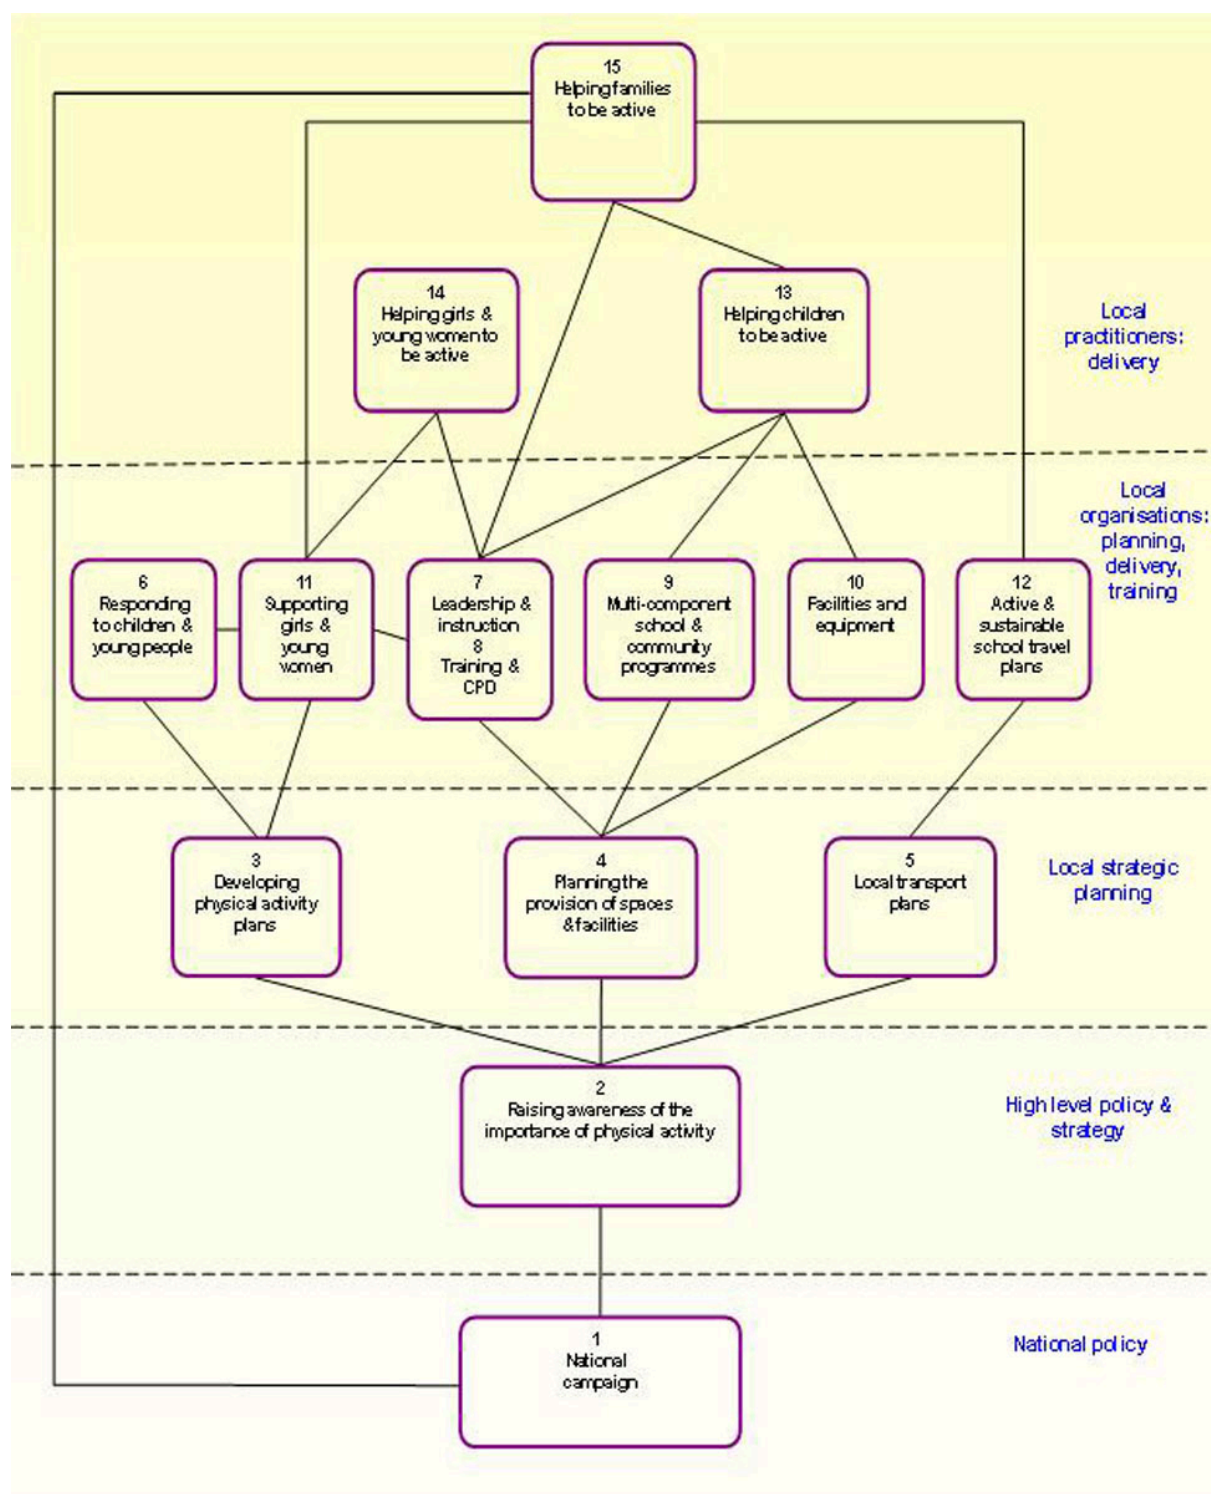 15
Helping families
to be active
14
Helping girls &
young women to
be active
13
Helping children
to be active
Local
practitioners:
delivery
Local
organisations:
planning,
delivery,
training
6
Responding
to children &
young people
11
Supporting
girls &
young
women
7
Leadership &
instruction
8
Training &
CPD
9
Multi-component
school &
community
programmes
10
Facilities and
equipment
12
Active &
sustainable
school travel
plans
3
Developing
physical activity
plans
4
Planning the
provision of spaces
& facilities
5
Local transport
plans
Local strategic
planning
2
Raising awareness of the
importance of physical activity
High level policy &
strategy
1
National
campaign
National policy